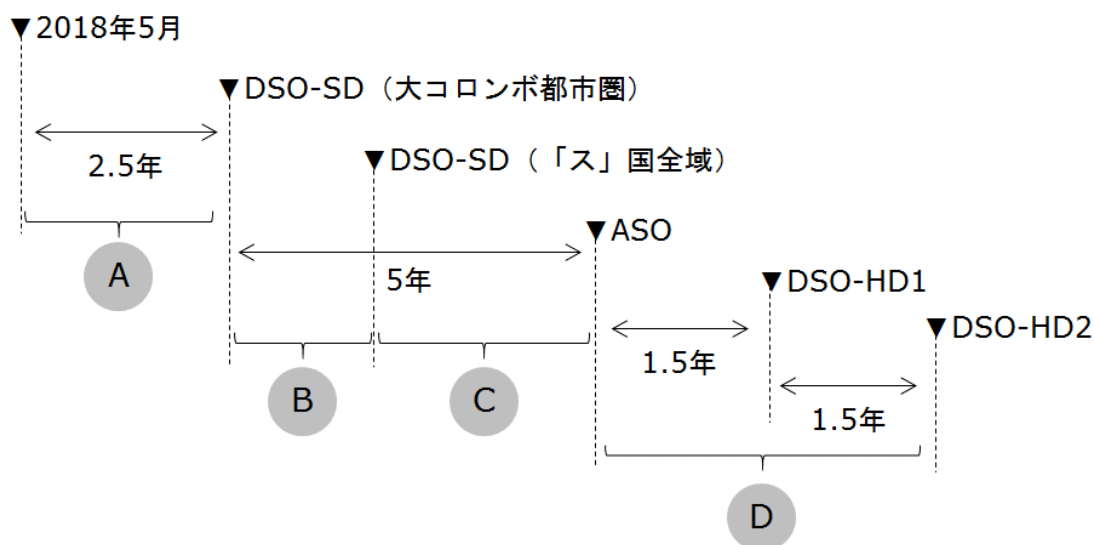 ▼2018年5月
▼DSO-SD（大コロンボ都市圏）
2.5年
▼DSO-SD（「ス」国全域）
A
▼ASO
5年
▼DSO-HD1
▼DSO-HD2
1.5年
B
C
1.5年
D